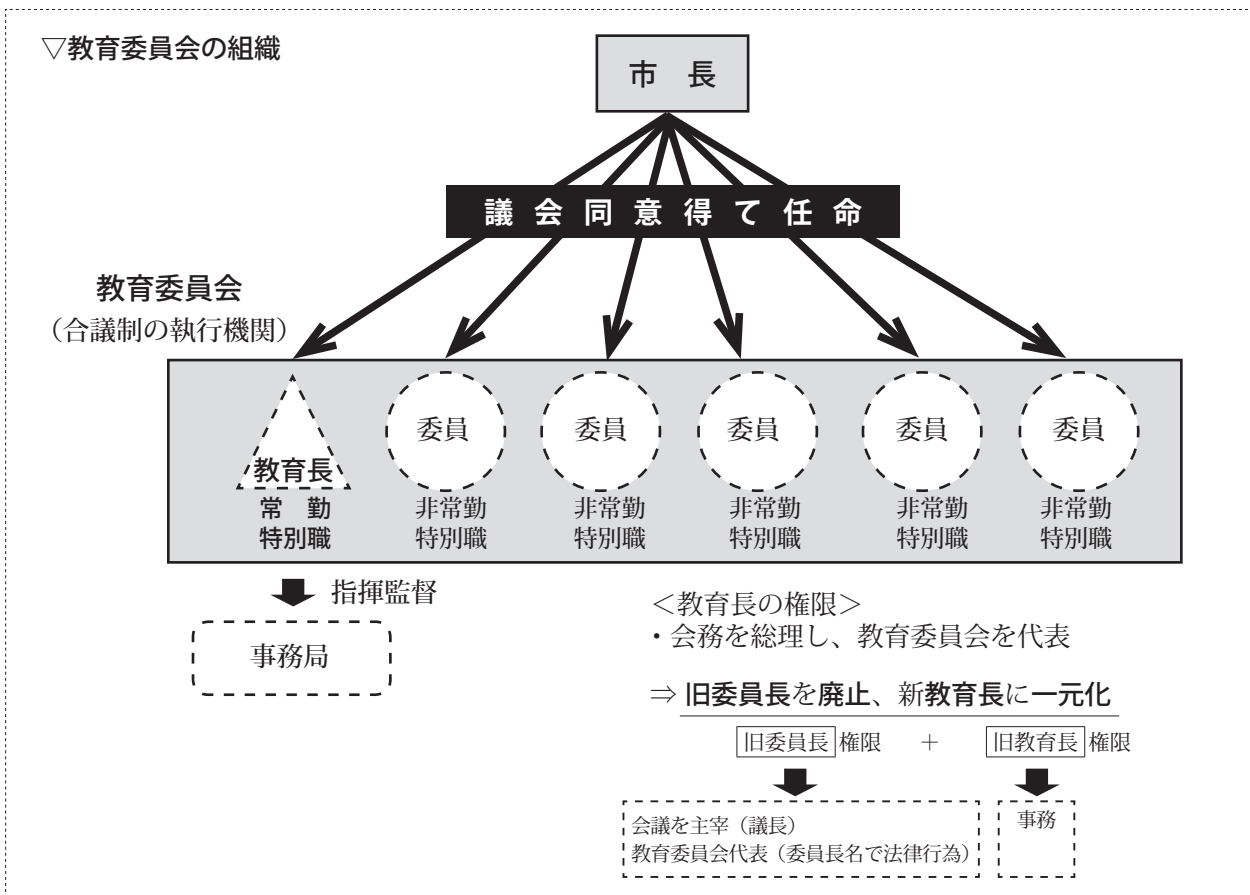 ▽教育委員会の組織
市　長
議会同意得て任命
教育委員会
（合議制の執行機関）
教育長
常　勤
特別職
委員
非常勤
特別職
委員
非常勤
特別職
委員
非常勤
特別職
委員
非常勤
特別職
委員
非常勤
特別職
指揮監督
事務局
＜教育長の権限＞
・会務を総理し、教育委員会を代表
⇒ 旧委員長を廃止、新教育長に一元化
旧委員長 権限　＋　旧教育長 権限
会議を主宰（議長）
教育委員会代表（委員長名で法律行為）
事務